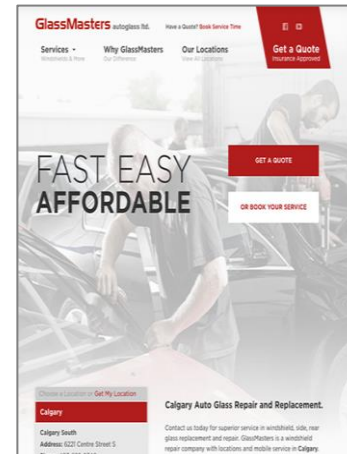 GlassMasters autoglass ltd.
Have a Quote? Book Service Time
Services
Windshields & More
Why GlassMasters
Our Difference
Our Locations
View All Locations
Get a Quote
Insurance Approved
FAST EASY
AFFORDABLE
GET A QUOTE
OR BOOK YOUR SERVICE
Choose a Location or Get My Location
Calgary
Calgary South
Address: 6221 Centre Street S
Calgary Auto Glass Repair and Replacement.
Contact us today for superior service in windshield, side, rear
glass replacement and repair. GlassMasters is a windshield
repair company with locations and mobile service in Calgary.